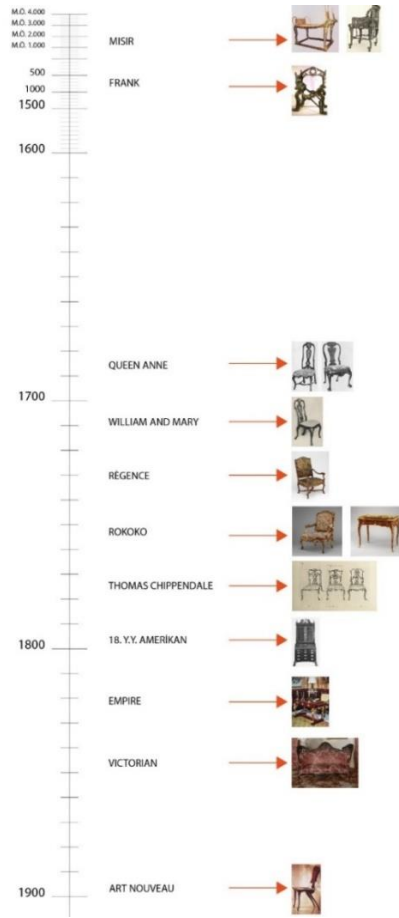 M.Ö. 4.000
M.Ö. 3.000
M.Ö. 2.000
M.Ö. 1.000
MISIR
500
FRANK
1000
1500
1600
QUEEN ANNE
1700
WILLIAM AND MARY
RÈGENCE
ROKOKO
THOMAS CHIPPENDALE
18. Y.Y. AMERİKAN
1800
EMPIRE
VICTORIAN
ART NOUVEAU
1900